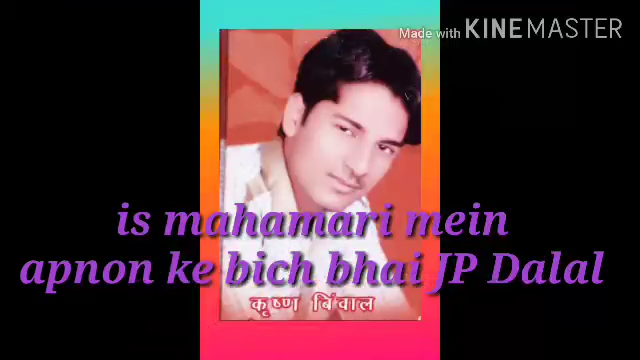 Made with KINEMASTER
is mahamari mein
apnon ke bich bhai JP Dalal
कृष्ण बिंवाल